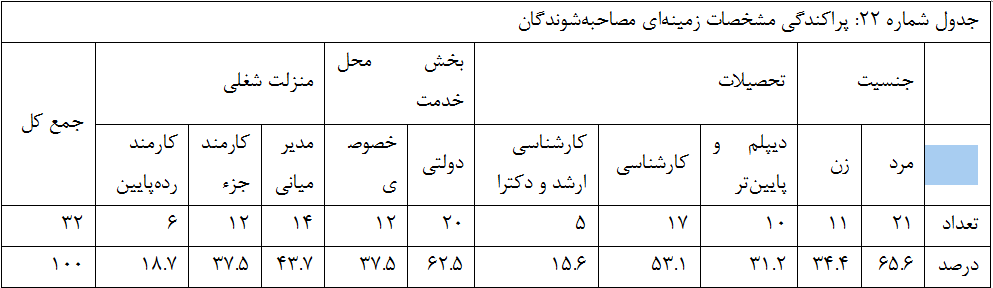 جدول شماره ۲۲: پراکندگی مشخصات زمینه‌ای مصاحبه‌شوندگان
جنسیت تحصیلات بخش محل خدمت منزلت شغلی جمع کل
مرد زن دیپلم و پایین‌تر کارشناسی کارشناسی ارشد و دکترا دولتی خصوصی مدیر میانی کارمند جزء کارمند رده‌پایین
تعداد ۲۱ ۱۱ ۱۰ ۱۷ ۵ ۲۰ ۱۲ ۱۴ ۱۲ ۶ ۳۲
درصد ۶۵.۶ ۳۴.۴ ۳۱.۲ ۵۳.۱ ۱۵.۶ ۶۲.۵ ۳۷.۵ ۴۳.۷ ۳۷.۵ ۱۸.۷ ۱۰۰